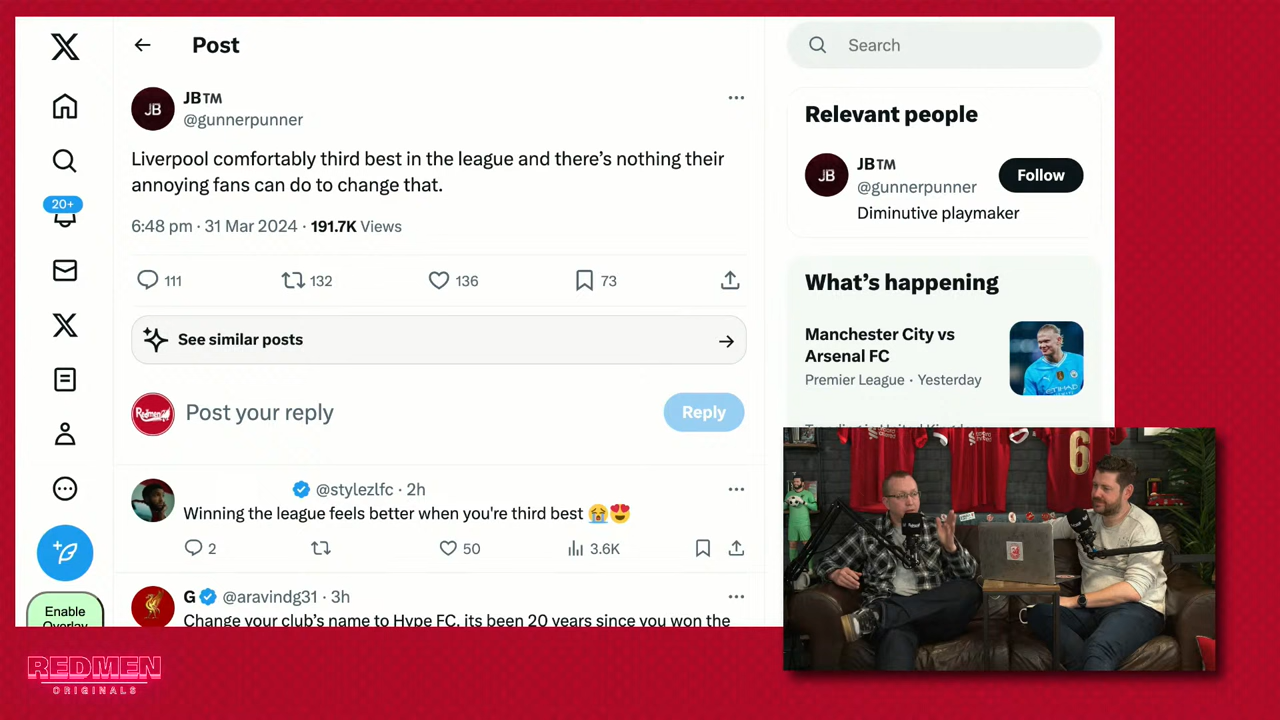 Post
Search
JB™
@gunnerpunner
Liverpool comfortably third best in the league and there's nothing their
annoying fans can do to change that.
6:48 pm · 31 Mar 2024 · 191.7K Views
111
132
136
73
See similar posts
Post your reply
Reply
@stylezlfc · 2h
Winning the league feels better when you're third best 😭😍
2
50
3.6K
G @aravindg31 · 3h
Change your club's name to Hype FC, its been 20 years since you won the
20+
Enable
Overlay
Relevant people
JB™
@gunnerpunner
Follow
Diminutive playmaker
What's happening
Manchester City vs
Arsenal FC
Premier League · Yesterday
JB
JB
Redmen
6
REDMEN
ORIGINALS